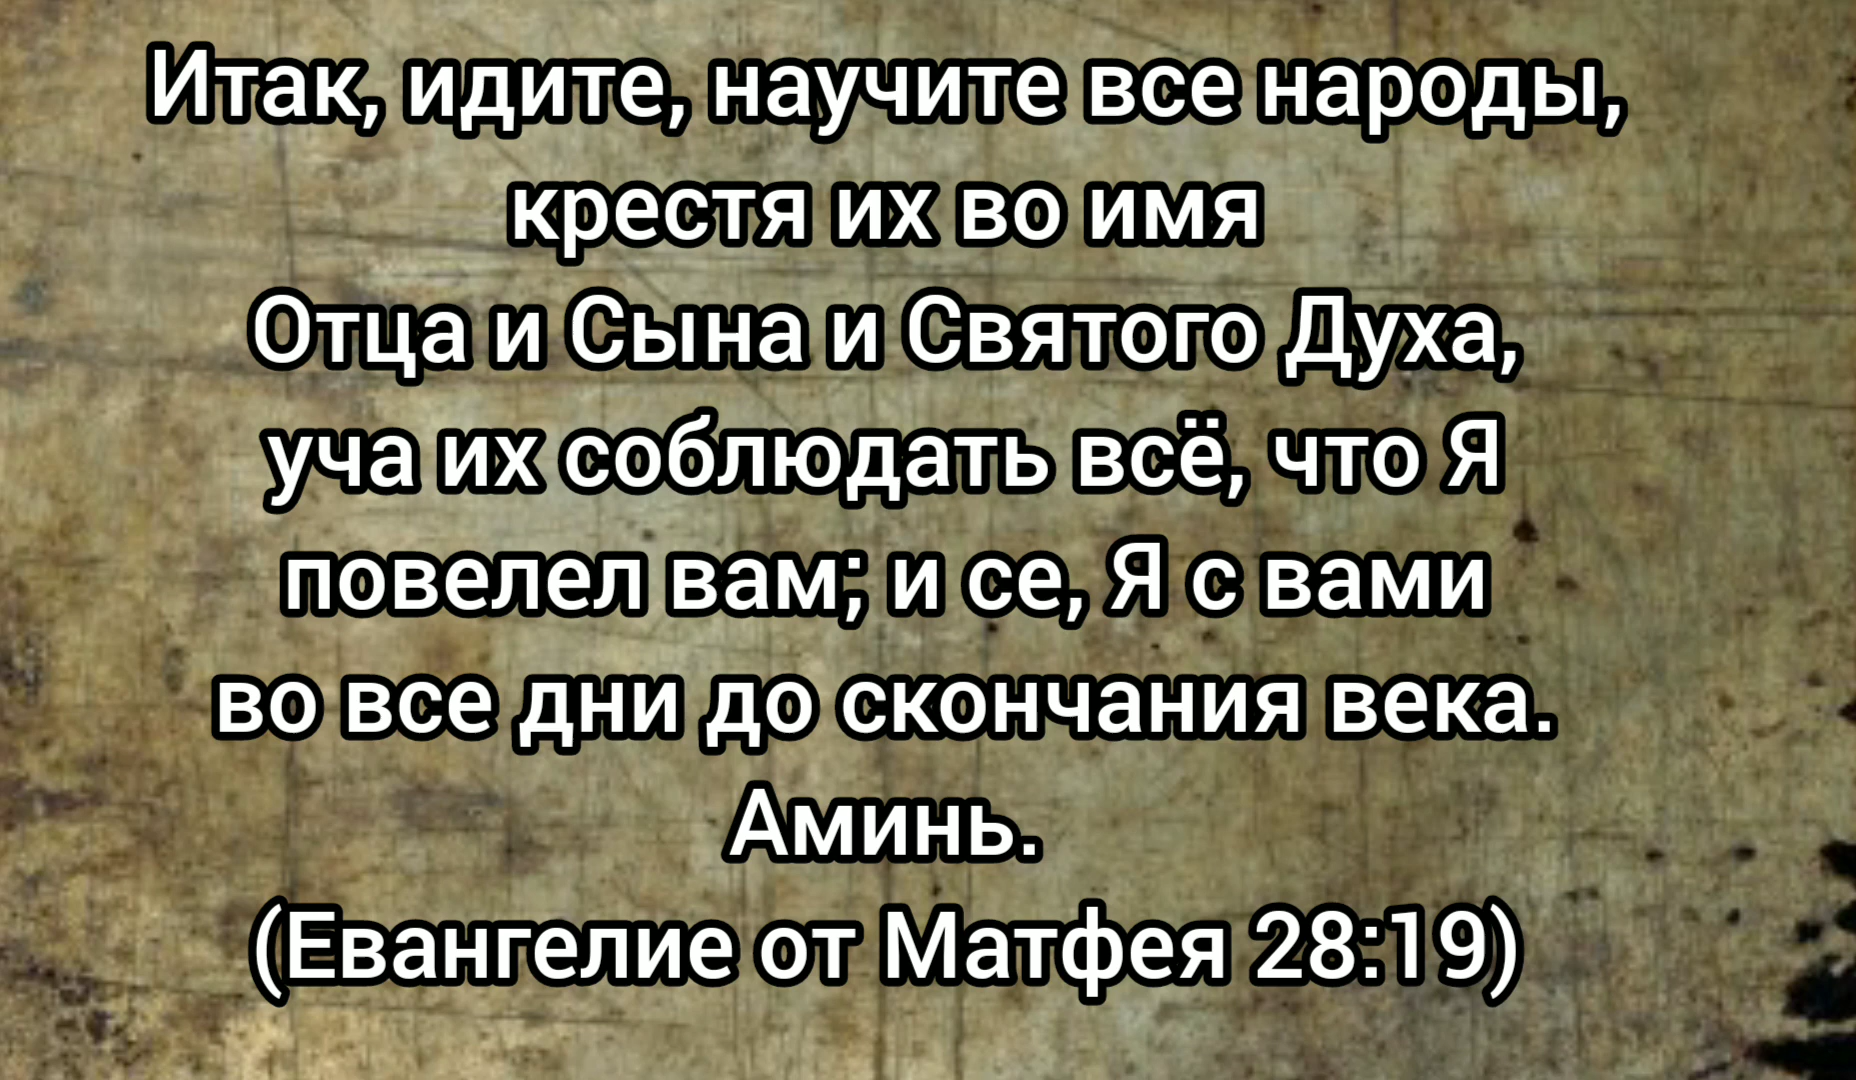 Итак, идите, научите все народы,
крестя их во имя
Отца и Сына и Святого Духа,
уча их соблюдать всё, что Я
повелел вам; и се, Я с вами
во все дни до скончания века.
Аминь.
(Евангелие от Матфея 28:19)